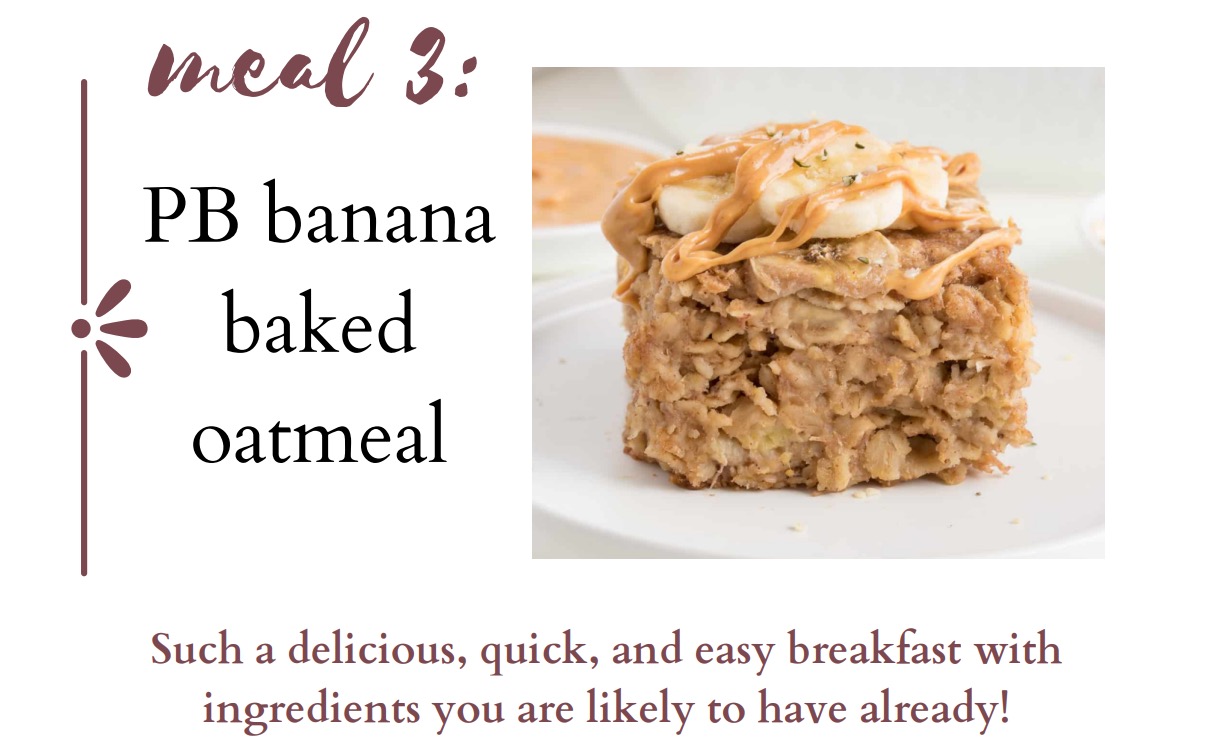 meal 3:
PB banana
baked
oatmeal
Such a delicious, quick, and easy breakfast with
ingredients you are likely to have already!